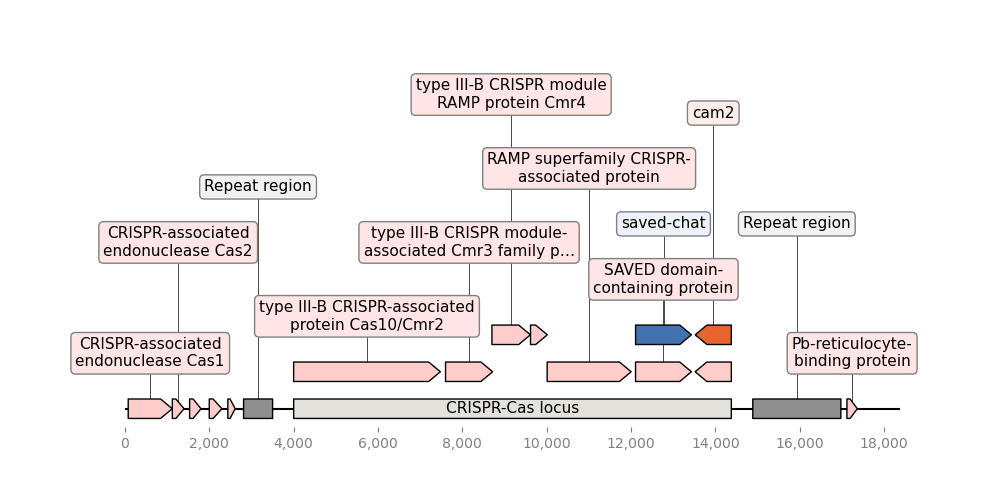 type III-B CRISPR module
RAMP protein Cmr4
cam2
RAMP superfamily CRISPR-
associated protein
Repeat region
saved-chat
Repeat region
CRISPR-associated
endonuclease Cas2
type III-B CRISPR module-
associated Cmr3 family p...
SAVED domain-
containing protein
type III-B CRISPR-associated
protein Cas10/Cmr2
CRISPR-associated
endonuclease Cas1
Pb-reticulocyte-
binding protein
CRISPR-Cas locus
0 2,000 4,000 6,000 8,000 10,000 12,000 14,000 16,000 18,000